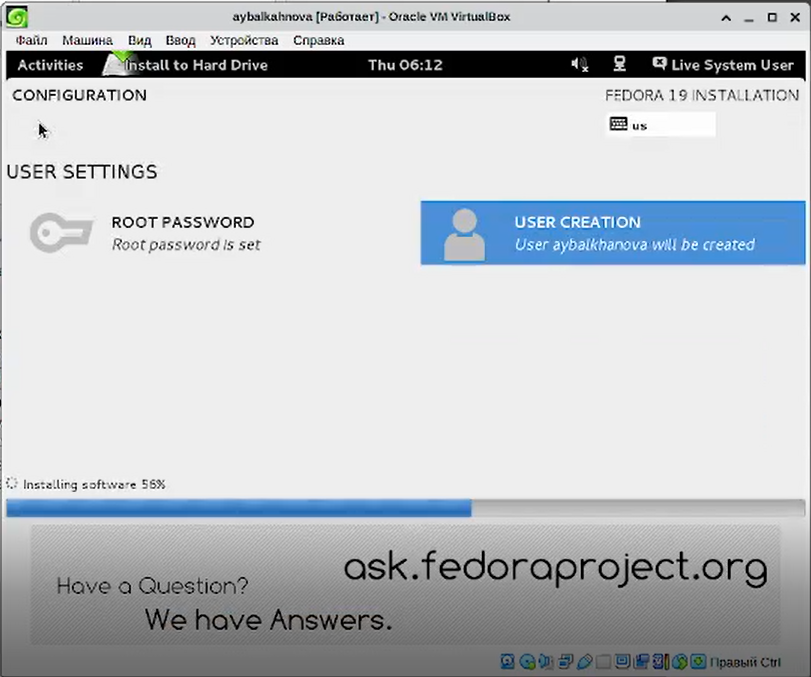 aybalkahnova [Работает] - Oracle VM VirtualBox
Файл Машина Вид Ввод Устройства Справка
Activities Install to Hard Drive Thu 06:12 Live System User
CONFIGURATION FEDORA 19 INSTALLATION
us
USER SETTINGS
ROOT PASSWORD
Root password is set
USER CREATION
User aybalkhanova will be created
Installing software 56%
ask.fedoraproject.org
Have a Question?
We have Answers.
Правый Ctrl